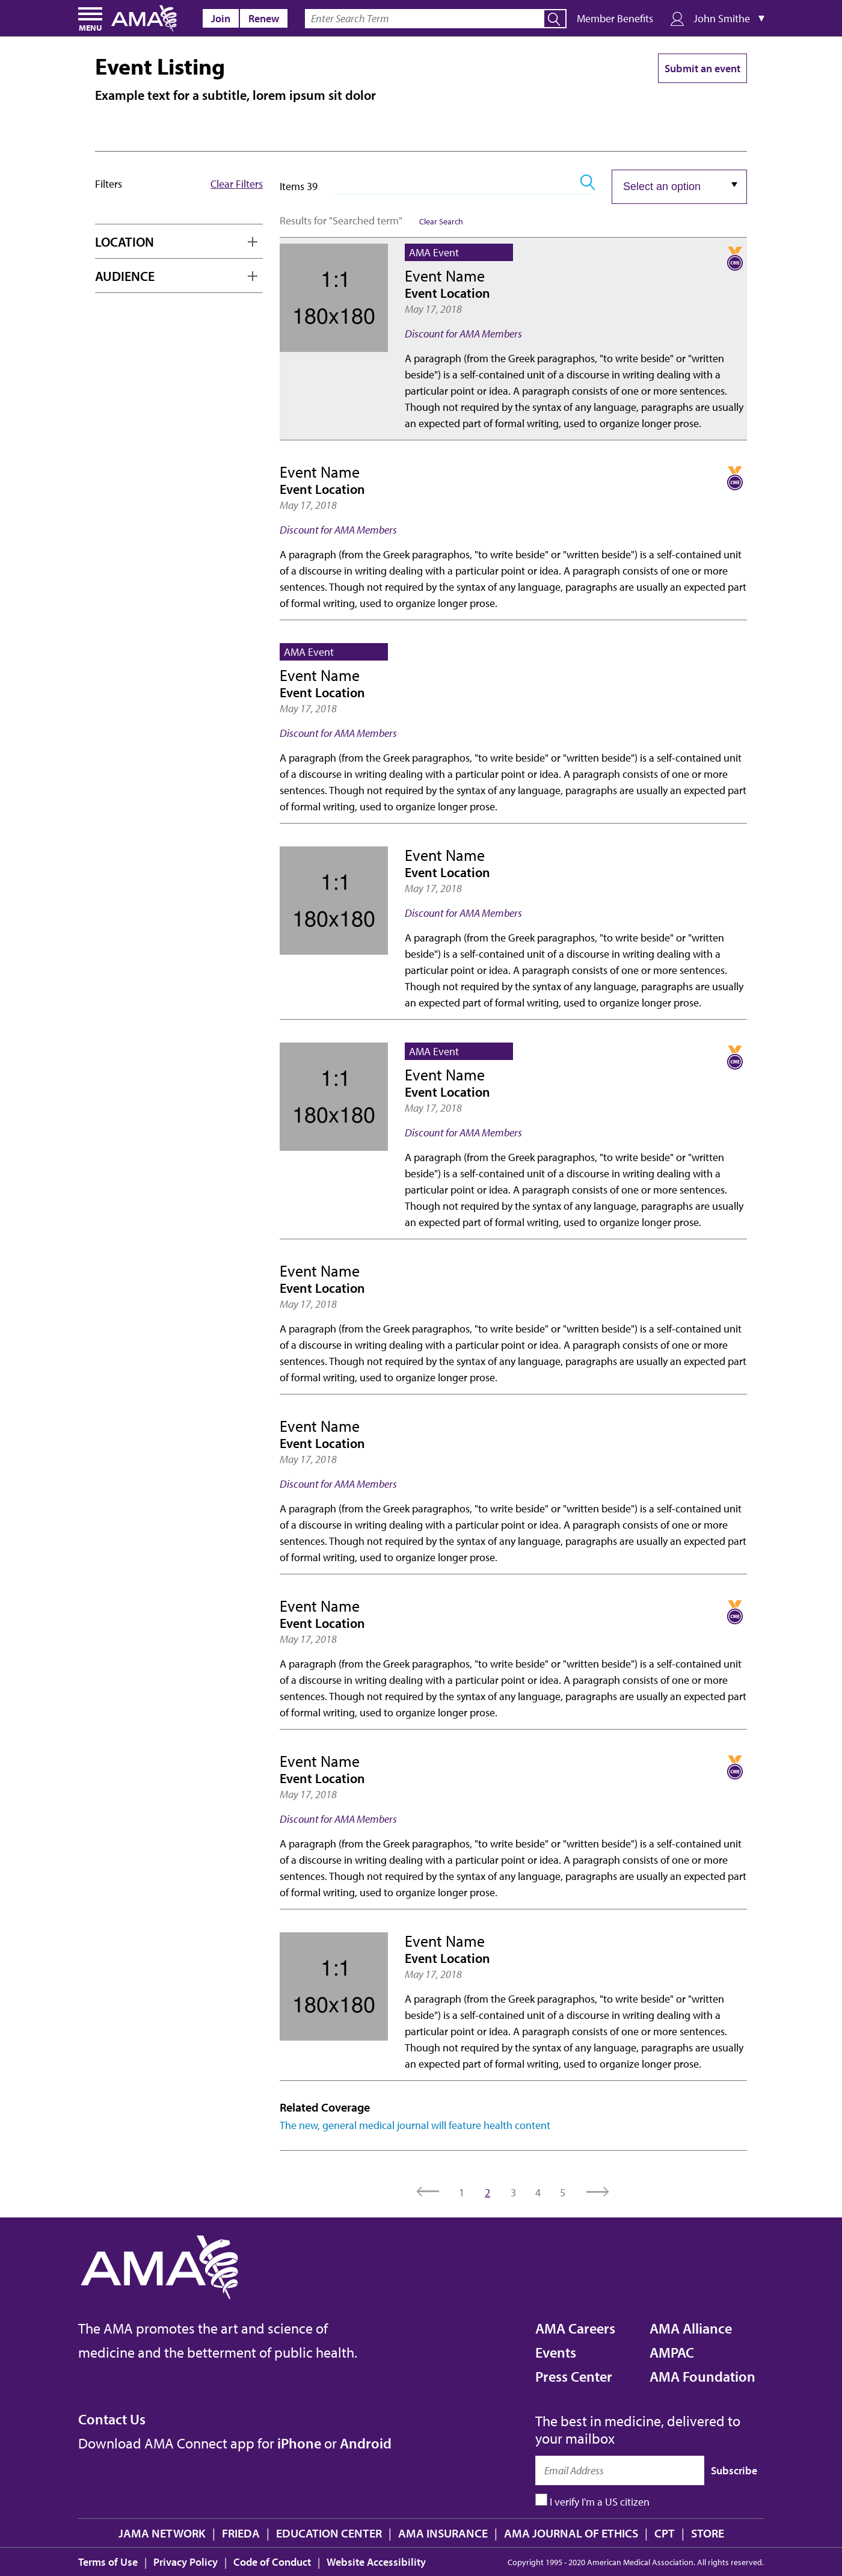 MENU
AMA
Join
Renew
Enter Search Term
Member Benefits
John Smithe
Event Listing
Submit an event
Example text for a subtitle, lorem ipsum sit dolor
Filters
Clear Filters
LOCATION
AUDIENCE
Items 39
Select an option
Results for "Searched term"
Clear Search
1:1
180x180
AMA Event
CME
Event Name
Event Location
May 17, 2018
Discount for AMA Members
A paragraph (from the Greek paragraphos, "to write beside" or "written
beside") is a self-contained unit of a discourse in writing dealing with a
particular point or idea. A paragraph consists of one or more sentences.
Though not required by the syntax of any language, paragraphs are usually
an expected part of formal writing, used to organize longer prose.
Event Name
CME
Event Location
May 17, 2018
Discount for AMA Members
A paragraph (from the Greek paragraphos, "to write beside" or "written beside") is a self-contained unit
of a discourse in writing dealing with a particular point or idea. A paragraph consists of one or more
sentences. Though not required by the syntax of any language, paragraphs are usually an expected part
of formal writing, used to organize longer prose.
AMA Event
Event Name
Event Location
May 17, 2018
Discount for AMA Members
A paragraph (from the Greek paragraphos, "to write beside" or "written beside") is a self-contained unit
of a discourse in writing dealing with a particular point or idea. A paragraph consists of one or more
sentences. Though not required by the syntax of any language, paragraphs are usually an expected part
of formal writing, used to organize longer prose.
1:1
180x180
Event Name
Event Location
May 17, 2018
Discount for AMA Members
A paragraph (from the Greek paragraphos, "to write beside" or "written
beside") is a self-contained unit of a discourse in writing dealing with a
particular point or idea. A paragraph consists of one or more sentences.
Though not required by the syntax of any language, paragraphs are usually
an expected part of formal writing, used to organize longer prose.
1:1
180x180
AMA Event
CME
Event Name
Event Location
May 17, 2018
Discount for AMA Members
A paragraph (from the Greek paragraphos, "to write beside" or "written
beside") is a self-contained unit of a discourse in writing dealing with a
particular point or idea. A paragraph consists of one or more sentences.
Though not required by the syntax of any language, paragraphs are usually
an expected part of formal writing, used to organize longer prose.
Event Name
Event Location
May 17, 2018
A paragraph (from the Greek paragraphos, "to write beside" or "written beside") is a self-contained unit
of a discourse in writing dealing with a particular point or idea. A paragraph consists of one or more
sentences. Though not required by the syntax of any language, paragraphs are usually an expected part
of formal writing, used to organize longer prose.
Event Name
Event Location
May 17, 2018
Discount for AMA Members
A paragraph (from the Greek paragraphos, "to write beside" or "written beside") is a self-contained unit
of a discourse in writing dealing with a particular point or idea. A paragraph consists of one or more
sentences. Though not required by the syntax of any language, paragraphs are usually an expected part
of formal writing, used to organize longer prose.
Event Name
CME
Event Location
May 17, 2018
A paragraph (from the Greek paragraphos, "to write beside" or "written beside") is a self-contained unit
of a discourse in writing dealing with a particular point or idea. A paragraph consists of one or more
sentences. Though not required by the syntax of any language, paragraphs are usually an expected part
of formal writing, used to organize longer prose.
Event Name
CME
Event Location
May 17, 2018
Discount for AMA Members
A paragraph (from the Greek paragraphos, "to write beside" or "written beside") is a self-contained unit
of a discourse in writing dealing with a particular point or idea. A paragraph consists of one or more
sentences. Though not required by the syntax of any language, paragraphs are usually an expected part
of formal writing, used to organize longer prose.
1:1
180x180
Event Name
Event Location
May 17, 2018
A paragraph (from the Greek paragraphos, "to write beside" or "written
beside") is a self-contained unit of a discourse in writing dealing with a
particular point or idea. A paragraph consists of one or more sentences.
Though not required by the syntax of any language, paragraphs are usually
an expected part of formal writing, used to organize longer prose.
Related Coverage
The new, general medical journal will feature health content
1 2 3 4 5
AMA
The AMA promotes the art and science of
medicine and the betterment of public health.
AMA Careers
Events
Press Center
AMA Alliance
AMPAC
AMA Foundation
Contact Us
Download AMA Connect app for iPhone or Android
The best in medicine, delivered to
your mailbox
Email Address
Subscribe
I verify I'm a US citizen
JAMA NETWORK | FRIEDA | EDUCATION CENTER | AMA INSURANCE | AMA JOURNAL OF ETHICS | CPT | STORE
Terms of Use | Privacy Policy | Code of Conduct | Website Accessibility
Copyright 1995 - 2020 American Medical Association. All rights reserved.